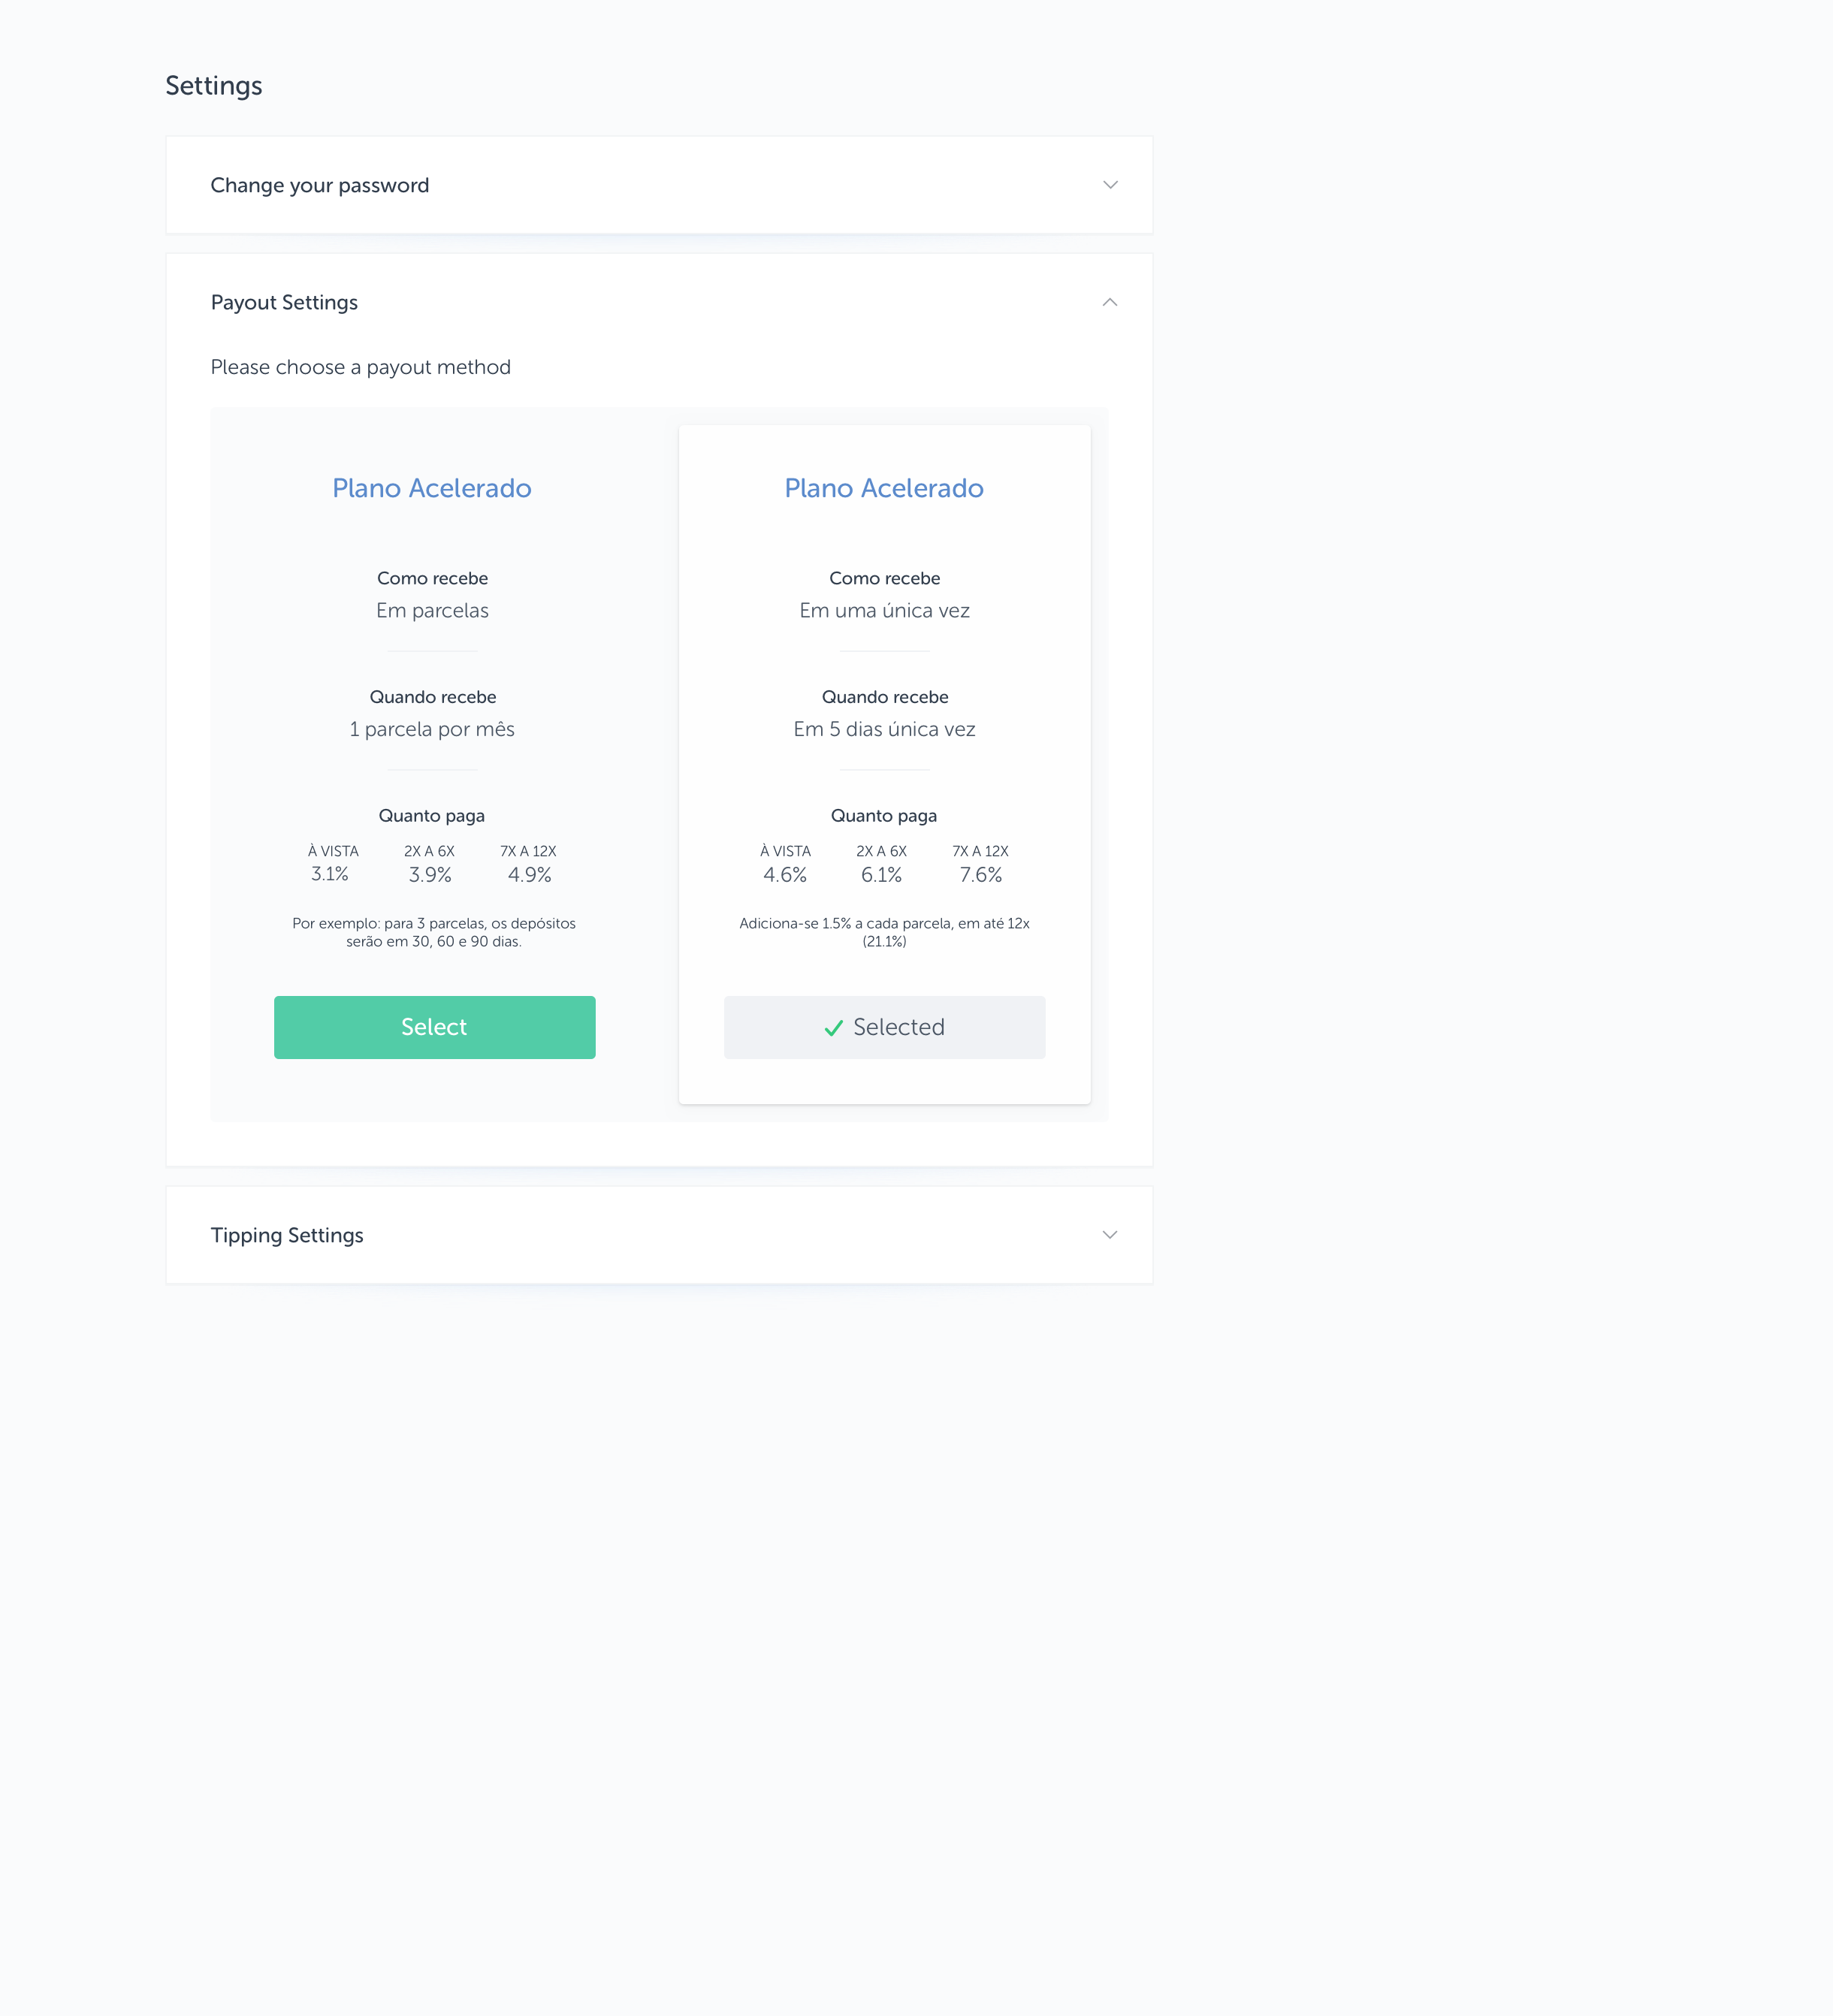 Settings
Change your password
Payout Settings
Please choose a payout method
Plano Acelerado
Como recebe
Em parcelas
Quando recebe
1 parcela por mês
Quanto paga
À VISTA 2X A 6X 7X A 12X
3.1% 3.9% 4.9%
Por exemplo: para 3 parcelas, os depósitos
serão em 30, 60 e 90 dias.
Select
Plano Acelerado
Como recebe
Em uma única vez
Quando recebe
Em 5 dias única vez
Quanto paga
À VISTA 2X A 6X 7X A 12X
4.6% 6.1% 7.6%
Adiciona-se 1.5% a cada parcela, em até 12x
(21.1%)
Selected
Tipping Settings